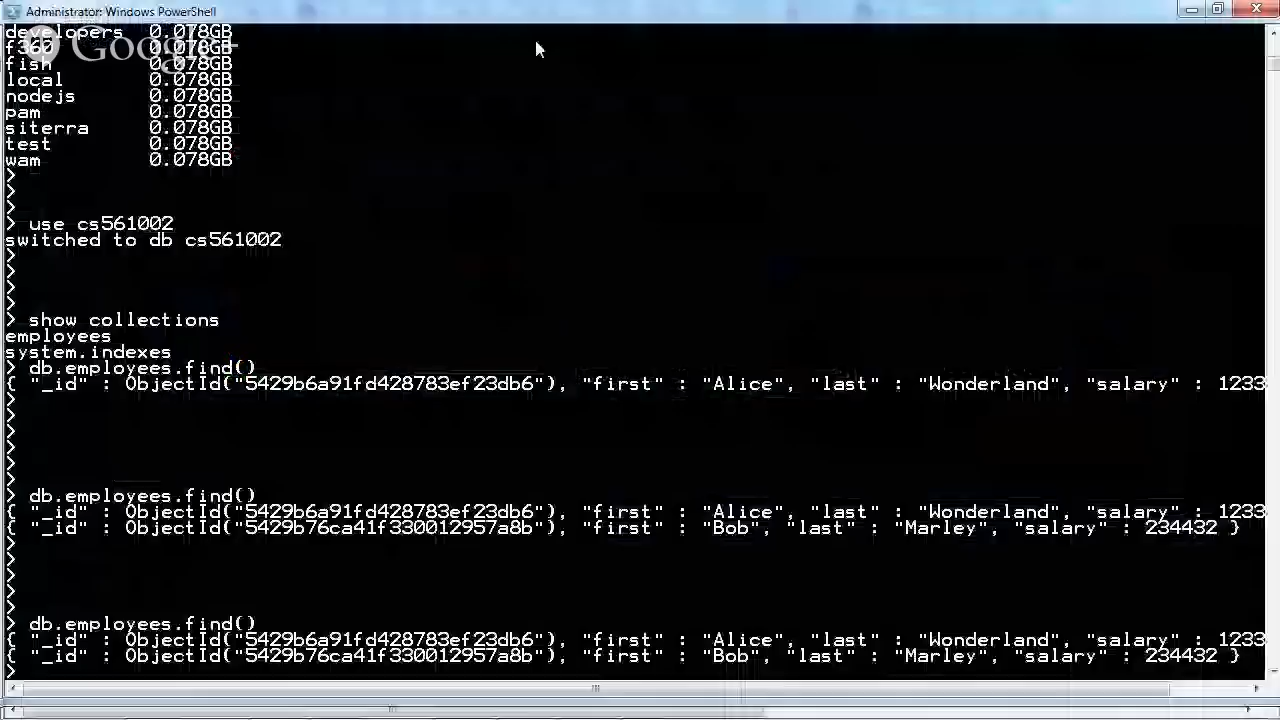 Administrator: Windows PowerShell
developers 0.078GB
f360 0.078GB
Google+
fish 0.078GB
local 0.078GB
nodejs 0.078GB
pam 0.078GB
siterra 0.078GB
test 0.078GB
wam 0.078GB
>
>
>
> use cs561002
switched to db cs561002
>
>
>
>
> show collections
employees
system.indexes
> db.employees.find()
{ "_id" : ObjectId("5429b6a91fd428783ef23db6"), "first" : "Alice", "last" : "Wonderland", "salary" : 1233
>
>
>
>
>
>
> db.employees.find()
{ "_id" : ObjectId("5429b6a91fd428783ef23db6"), "first" : "Alice", "last" : "Wonderland", "salary" : 1233
{ "_id" : ObjectId("5429b76ca41f330012957a8b"), "first" : "Bob", "last" : "Marley", "salary" : 234432 }
>
>
>
>
>
> db.employees.find()
{ "_id" : ObjectId("5429b6a91fd428783ef23db6"), "first" : "Alice", "last" : "Wonderland", "salary" : 1233
{ "_id" : ObjectId("5429b76ca41f330012957a8b"), "first" : "Bob", "last" : "Marley", "salary" : 234432 }
>